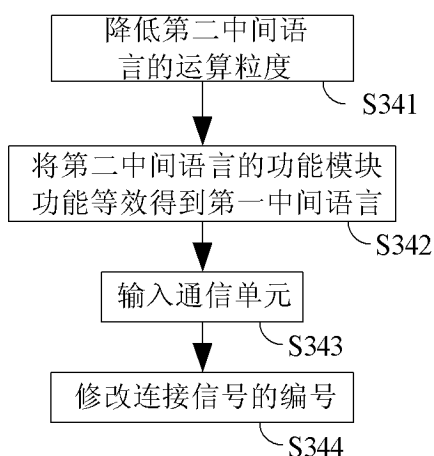 降低第二中间语
言的运算粒度
S341
将第二中间语言的功能模块
功能等效得到第一中间语言
S342
输入通信单元
S343
修改连接信号的编号
S344